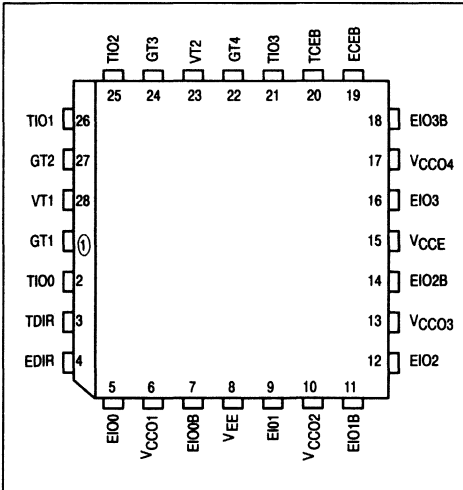 TIO2 GT3 VT2 GT4 TIO3 TCEB ECEB
25 24 23 22 21 20 19
TIO1 26 18 EIO3B
GT2 27 17 VCCO4
VT1 28 16 EIO3
GT1 1 15 VCCE
TIO0 2 14 EIO2B
TDIR 3 13 VCCO3
EDIR 4 12 EIO2
5 6 7 8 9 10 11
EIO0 VCCO1 EIO0B VEE EI01 VCCO2 EIO1B